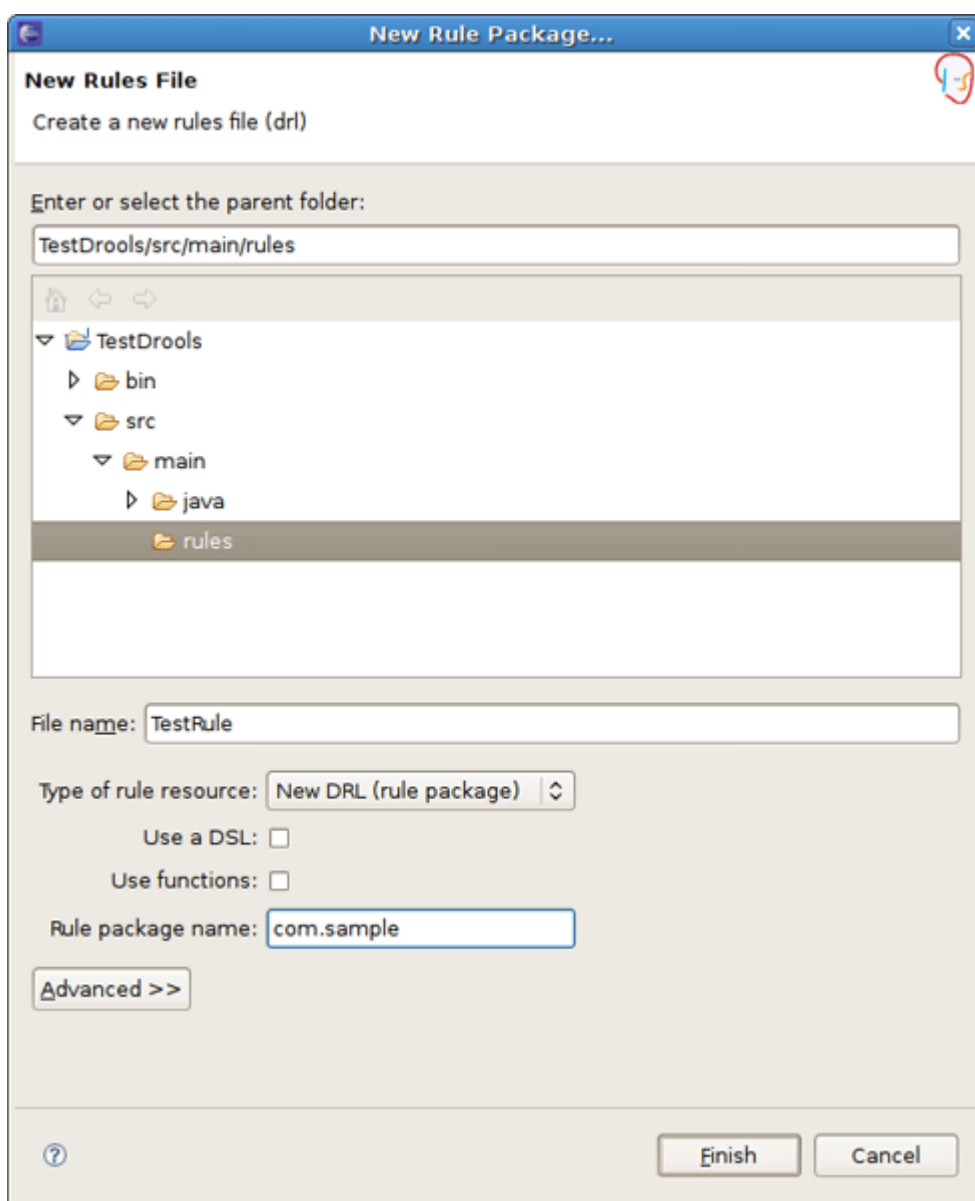 New Rule Package...
New Rules File
Create a new rules file (drl)
Enter or select the parent folder:
TestDrools/src/main/rules
TestDrools
bin
src
main
java
rules
File name: TestRule
Type of rule resource: New DRL (rule package)
Use a DSL:
Use functions:
Rule package name: com.sample
Advanced >>
Finish Cancel